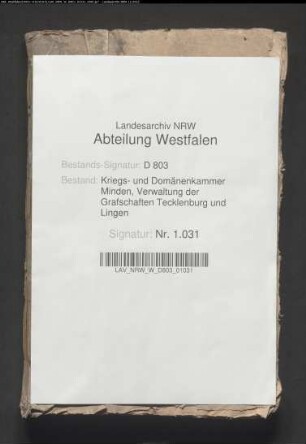 Landesarchiv NRW
Abteilung Westfalen
Bestands-Signatur: D 803
Bestand: Kriegs- und Domänenkammer
Minden, Verwaltung der
Grafschaften Tecklenburg und
Lingen
Signatur: Nr. 1.031
LAV_NRW_W_D803_01031